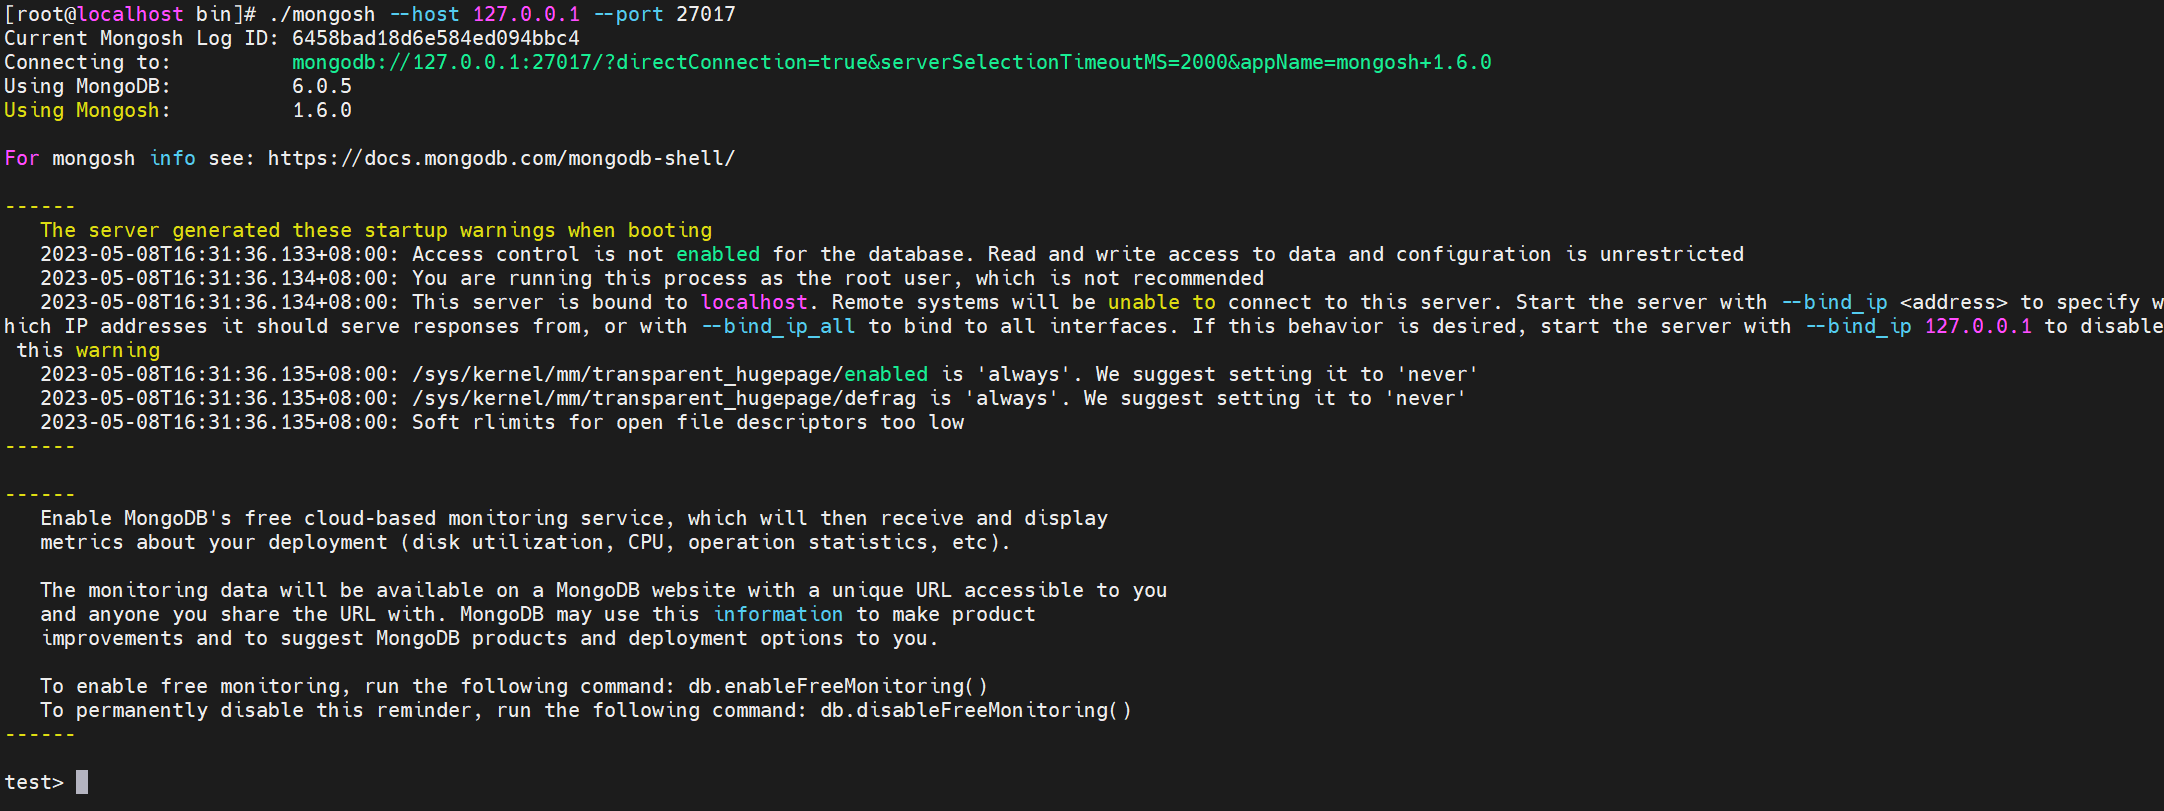 [root@localhost bin]# ./mongosh --host 127.0.0.1 --port 27017
Current Mongosh Log ID: 6458bad18d6e584ed094bbc4
Connecting to:          mongodb://127.0.0.1:27017/?directConnection=true&serverSelectionTimeoutMS=2000&appName=mongosh+1.6.0
Using MongoDB:          6.0.5
Using Mongosh:          1.6.0

For mongosh info see: https://docs.mongodb.com/mongodb-shell/

------
   The server generated these startup warnings when booting
   2023-05-08T16:31:36.133+08:00: Access control is not enabled for the database. Read and write access to data and configuration is unrestricted
   2023-05-08T16:31:36.134+08:00: You are running this process as the root user, which is not recommended
   2023-05-08T16:31:36.134+08:00: This server is bound to localhost. Remote systems will be unable to connect to this server. Start the server with --bind_ip <address> to specify w
hich IP addresses it should serve responses from, or with --bind_ip_all to bind to all interfaces. If this behavior is desired, start the server with --bind_ip 127.0.0.1 to disable
 this warning
   2023-05-08T16:31:36.135+08:00: /sys/kernel/mm/transparent_hugepage/enabled is 'always'. We suggest setting it to 'never'
   2023-05-08T16:31:36.135+08:00: /sys/kernel/mm/transparent_hugepage/defrag is 'always'. We suggest setting it to 'never'
   2023-05-08T16:31:36.135+08:00: Soft rlimits for open file descriptors too low
------

------
   Enable MongoDB's free cloud-based monitoring service, which will then receive and display
   metrics about your deployment (disk utilization, CPU, operation statistics, etc).

   The monitoring data will be available on a MongoDB website with a unique URL accessible to you
   and anyone you share the URL with. MongoDB may use this information to make product
   improvements and to suggest MongoDB products and deployment options to you.

   To enable free monitoring, run the following command: db.enableFreeMonitoring()
   To permanently disable this reminder, run the following command: db.disableFreeMonitoring()
------

test>